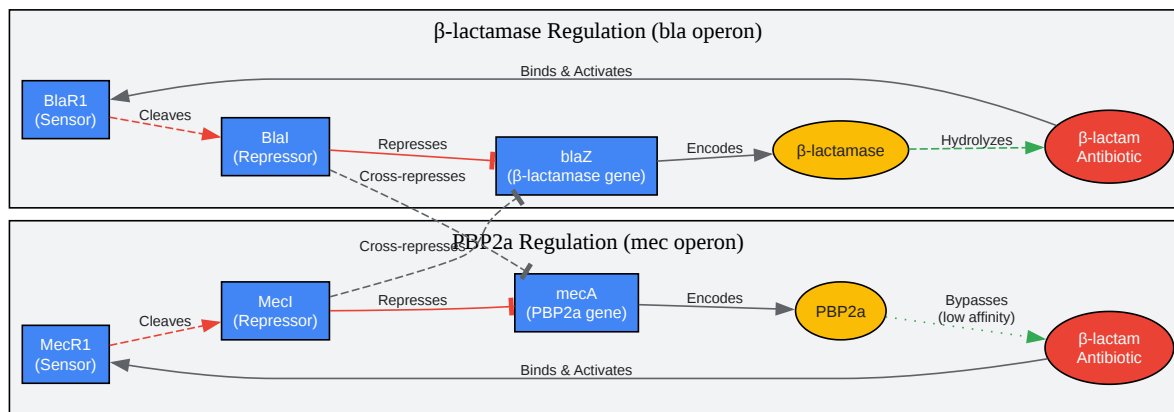 β-lactamase Regulation (bla operon)
Binds & Activates
BlaR1
(Sensor)
Cleaves
BlaI
(Repressor)
Represses
blaZ
(β-lactamase gene)
Encodes
β-lactamase
Hydrolyzes
β-lactam
Antibiotic
Cross-represses
Cross-represses
PBP2a Regulation (mec operon)
MecR1
(Sensor)
Cleaves
MecI
(Repressor)
Represses
mecA
(PBP2a gene)
Encodes
PBP2a
Bypasses
(low affinity)
β-lactam
Antibiotic
Binds & Activates